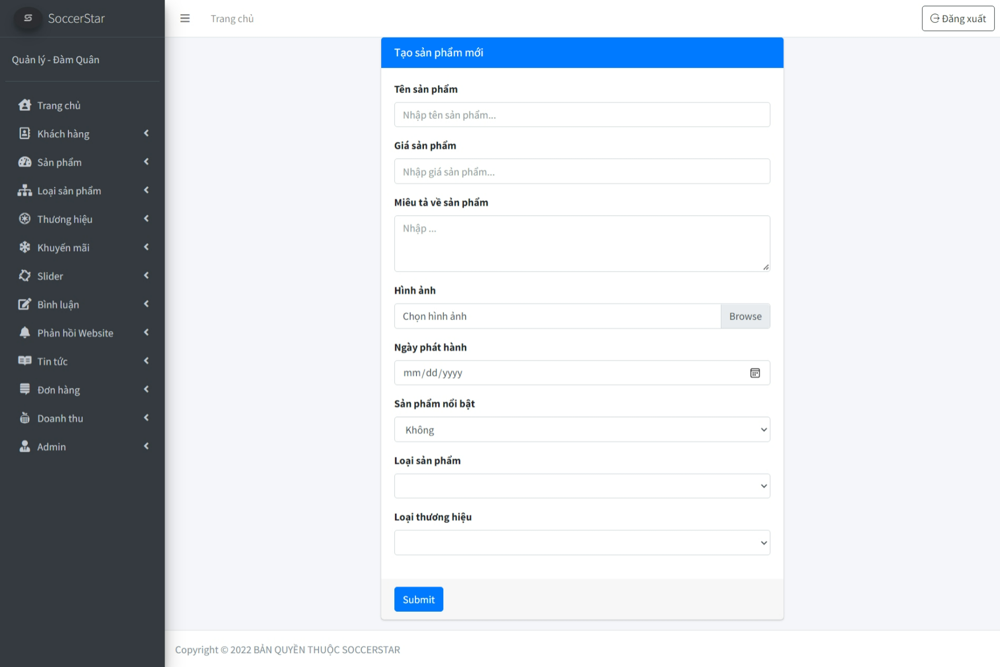 SoccerStar
Trang chủ
Đăng xuất
Quản lý - Đàm Quân
Trang chủ
Khách hàng
Sản phẩm
Loại sản phẩm
Thương hiệu
Khuyến mãi
Slider
Bình luận
Phản hồi Website
Tin tức
Đơn hàng
Doanh thu
Admin
Tạo sản phẩm mới
Tên sản phẩm
Nhập tên sản phẩm...
Giá sản phẩm
Nhập giá sản phẩm...
Miêu tả về sản phẩm
Nhập ...
Hình ảnh
Chọn hình ảnh
Browse
Ngày phát hành
mm/dd/yyyy
Sản phẩm nổi bật
Không
Loại sản phẩm
Loại thương hiệu
Submit
Copyright © 2022 BẢN QUYỀN THUỘC SOCCERSTAR